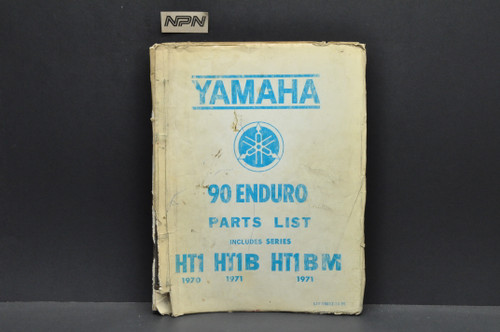 NPN
YAMAHA
90 ENDURO
PARTS LIST
INCLUDES SERIES
HT1 HT1B HT1BM
1970 1971 1971